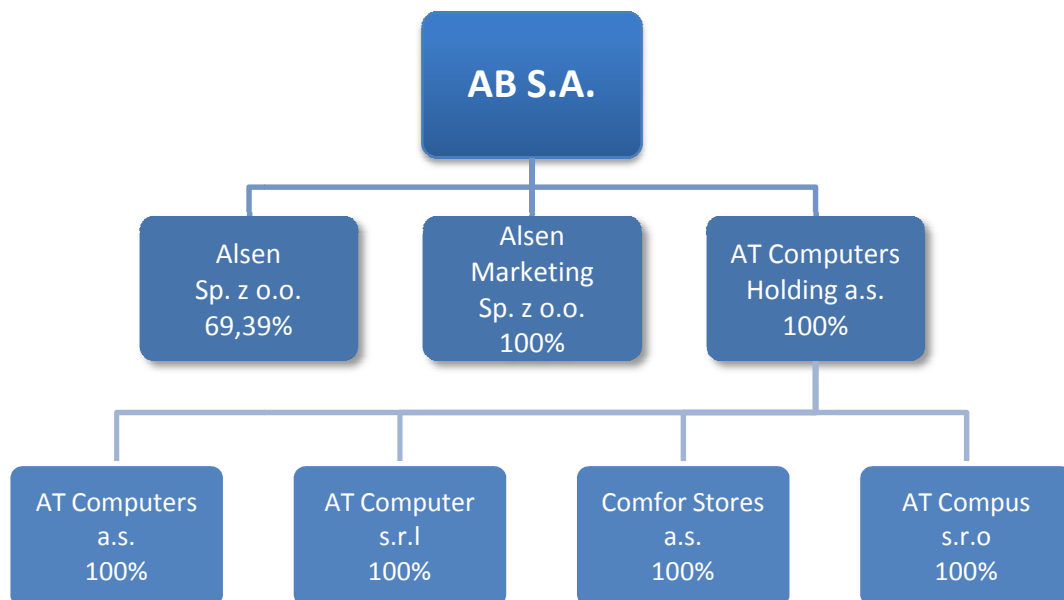 AB S.A.
Alsen
Sp. z o.o.
69,39%
Alsen
Marketing
Sp. z o.o.
100%
AT Computers
Holding a.s.
100%
AT Computers
a.s.
100%
AT Computer
s.r.l
100%
Comfor Stores
a.s.
100%
AT Compus
s.r.o
100%